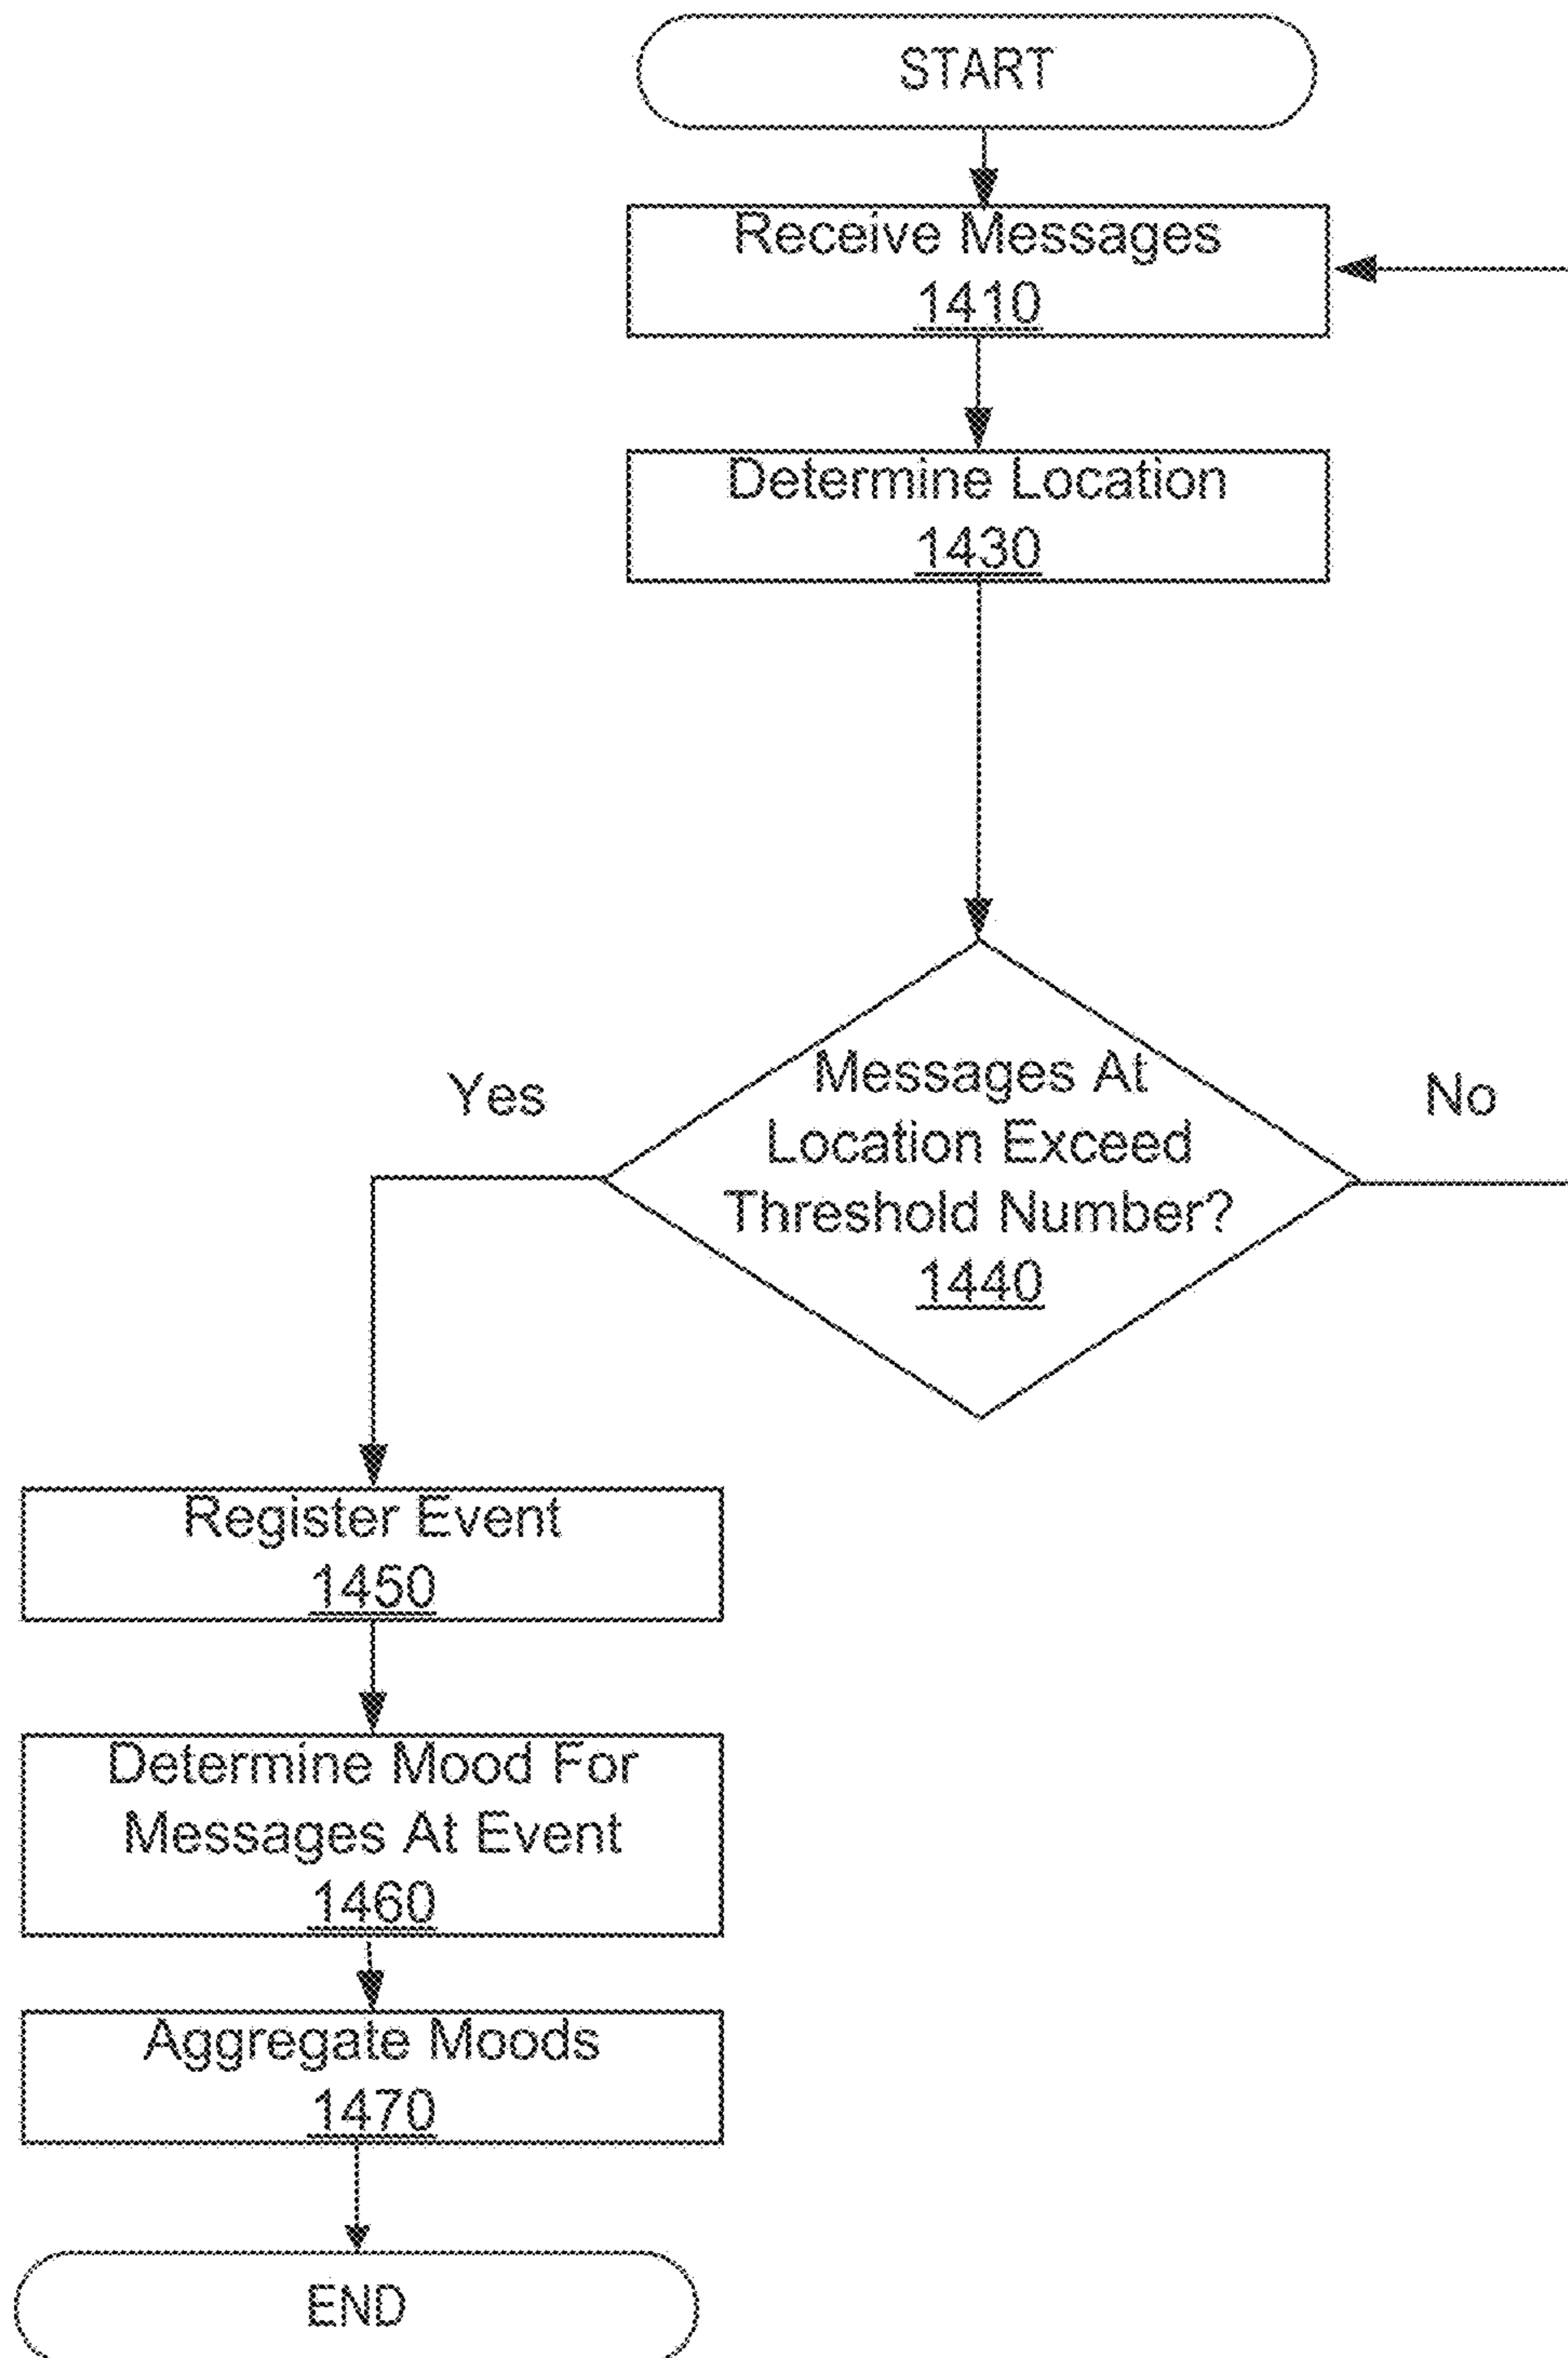 START
Receive Messages
1410
Determine Location
1430
Messages At
Location Exceed
Threshold Number?
1440
Yes
No
Register Event
1450
Determine Mood For
Messages At Event
1460
Aggregate Moods
1470
END